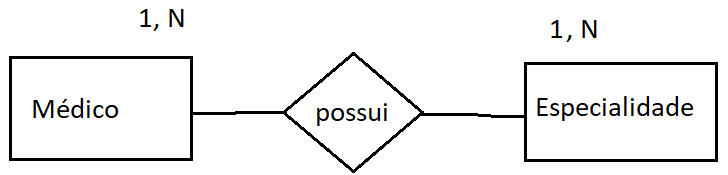 1, N
1, N
Médico
possui
Especialidade